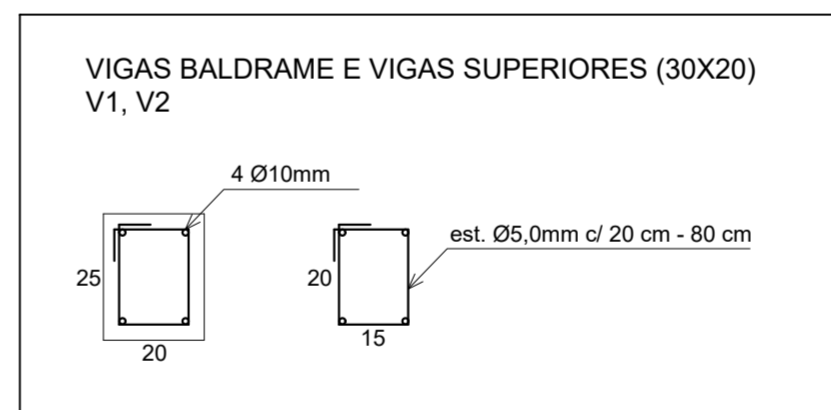 VIGAS BALDRAME E VIGAS SUPERIORES (30X20)
V1, V2
4 Ø10mm
est. Ø5,0mm c/ 20 cm - 80 cm
25
20
20
15